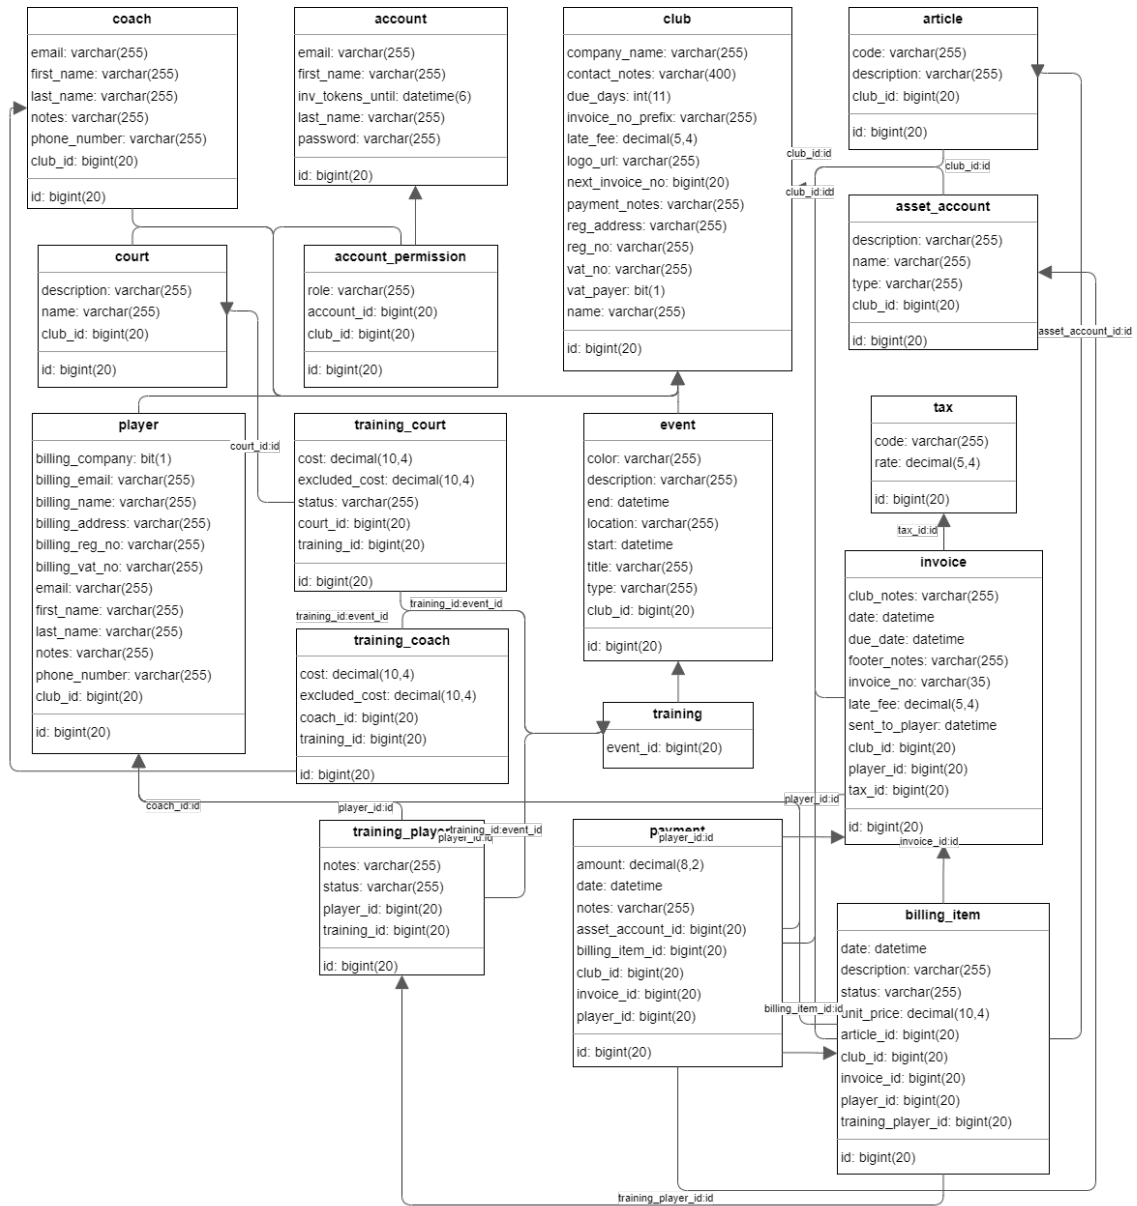 coach
email: varchar(255)
first_name: varchar(255)
last_name: varchar(255)
notes: varchar(255)
phone_number: varchar(255)
club_id: bigint(20)
id: bigint(20)
account
email: varchar(255)
first_name: varchar(255)
inv_tokens_until: datetime(6)
last_name: varchar(255)
password: varchar(255)
id: bigint(20)
club
company_name: varchar(255)
contact_notes: varchar(400)
due_days: int(11)
invoice_no_prefix: varchar(255)
late_fee: decimal(5,4)
logo_url: varchar(255)
next_invoice_no: bigint(20)
payment_notes: varchar(255)
reg_address: varchar(255)
reg_no: varchar(255)
vat_no: varchar(255)
vat_payer: bit(1)
name: varchar(255)
id: bigint(20)
article
code: varchar(255)
description: varchar(255)
club_id: bigint(20)
id: bigint(20)
club_id:id
club_id:id
club_id:id
asset_account
description: varchar(255)
name: varchar(255)
type: varchar(255)
club_id: bigint(20)
id: bigint(20)
asset_account_id:id
court
description: varchar(255)
name: varchar(255)
club_id: bigint(20)
id: bigint(20)
account_permission
role: varchar(255)
account_id: bigint(20)
club_id: bigint(20)
id: bigint(20)
player
billing_company: bit(1)
billing_email: varchar(255)
billing_name: varchar(255)
billing_address: varchar(255)
billing_reg_no: varchar(255)
billing_vat_no: varchar(255)
email: varchar(255)
first_name: varchar(255)
last_name: varchar(255)
notes: varchar(255)
phone_number: varchar(255)
club_id: bigint(20)
id: bigint(20)
court_id:id
training_court
cost: decimal(10,4)
excluded_cost: decimal(10,4)
status: varchar(255)
court_id: bigint(20)
training_id: bigint(20)
id: bigint(20)
training_id:event_id
training_id:event_id
training_coach
cost: decimal(10,4)
excluded_cost: decimal(10,4)
coach_id: bigint(20)
training_id: bigint(20)
id: bigint(20)
event
color: varchar(255)
description: varchar(255)
end: datetime
location: varchar(255)
start: datetime
title: varchar(255)
type: varchar(255)
club_id: bigint(20)
id: bigint(20)
training
event_id: bigint(20)
tax
code: varchar(255)
rate: decimal(5,4)
id: bigint(20)
tax_id:id
invoice
club_notes: varchar(255)
date: datetime
due_date: datetime
footer_notes: varchar(255)
invoice_no: varchar(35)
late_fee: decimal(5,4)
sent_to_player: datetime
club_id: bigint(20)
player_id: bigint(20)
tax_id: bigint(20)
id: bigint(20)
invoice_id:id
coach_id:id
player_id:id
player_id:id
training_player
training_id:event_id
player_id:id
notes: varchar(255)
status: varchar(255)
player_id: bigint(20)
training_id: bigint(20)
id: bigint(20)
payment
player_id:id
amount: decimal(8,2)
date: datetime
notes: varchar(255)
asset_account_id: bigint(20)
billing_item_id: bigint(20)
club_id: bigint(20)
invoice_id: bigint(20)
player_id: bigint(20)
id: bigint(20)
billing_item_id:id
billing_item
date: datetime
description: varchar(255)
status: varchar(255)
unit_price: decimal(10,4)
article_id: bigint(20)
club_id: bigint(20)
invoice_id: bigint(20)
player_id: bigint(20)
training_player_id: bigint(20)
id: bigint(20)
training_player_id:id